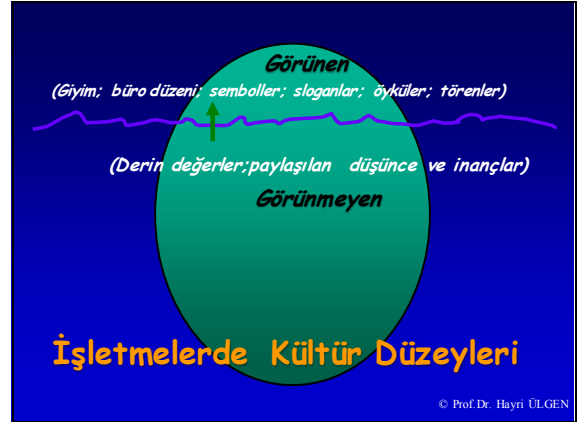 Görünen
(Giyim; büro düzeni; semboller; sloganlar; öyküler; törenler)
(Derin değerler;paylaşılan düşünce ve inançlar)
Görünmeyen
İşletmelerde Kültür Düzeyleri
© Prof.Dr. Hayri ÜLGEN